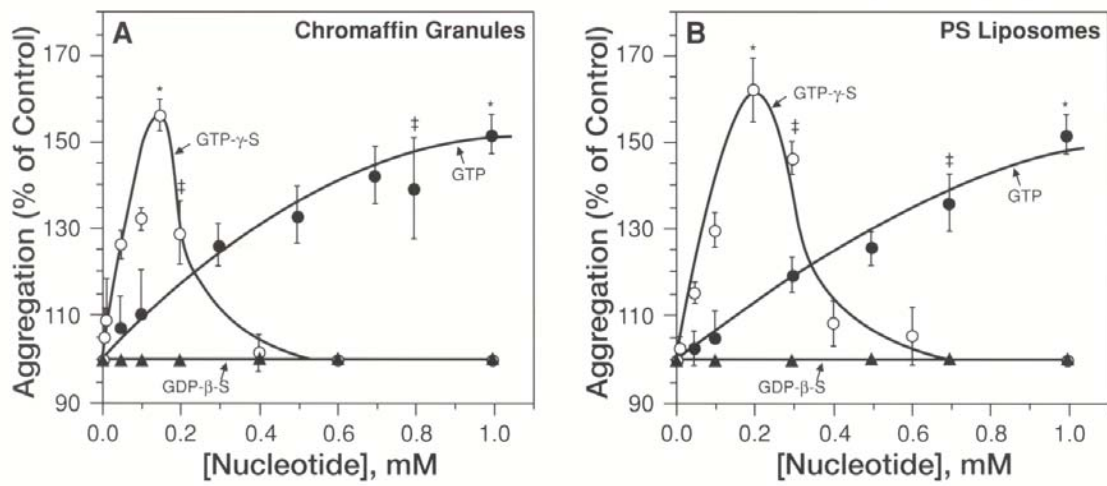 A
Chromaffin Granules
Aggregation (% of Control)
170
150
130
110
90
*
GTP-γ-S
‡
‡
*
GTP
GDP-β-S
0.0 0.2 0.4 0.6 0.8 1.0
[Nucleotide], mM
B
PS Liposomes
Aggregation (% of Control)
170
150
130
110
90
*
GTP-γ-S
‡
‡
*
GTP
GDP-β-S
0.0 0.2 0.4 0.6 0.8 1.0
[Nucleotide], mM